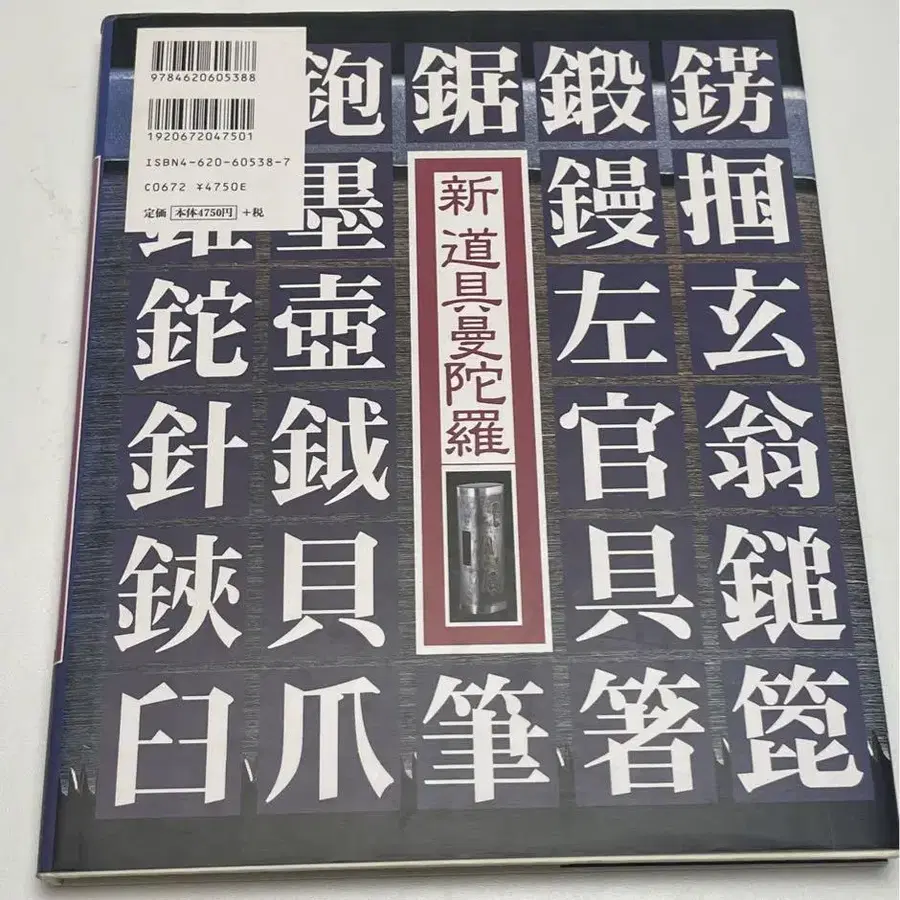 9784620605388
1920672047501
ISBN4-620-60538-7
C0672 ¥4750E
定価 本体4750円 +税
錺掴玄翁鎚箆
鍛鏝左官具箸
鋸
新 道具曼陀羅
筆
鉋墨壺鉞貝爪
鉈針鋏臼